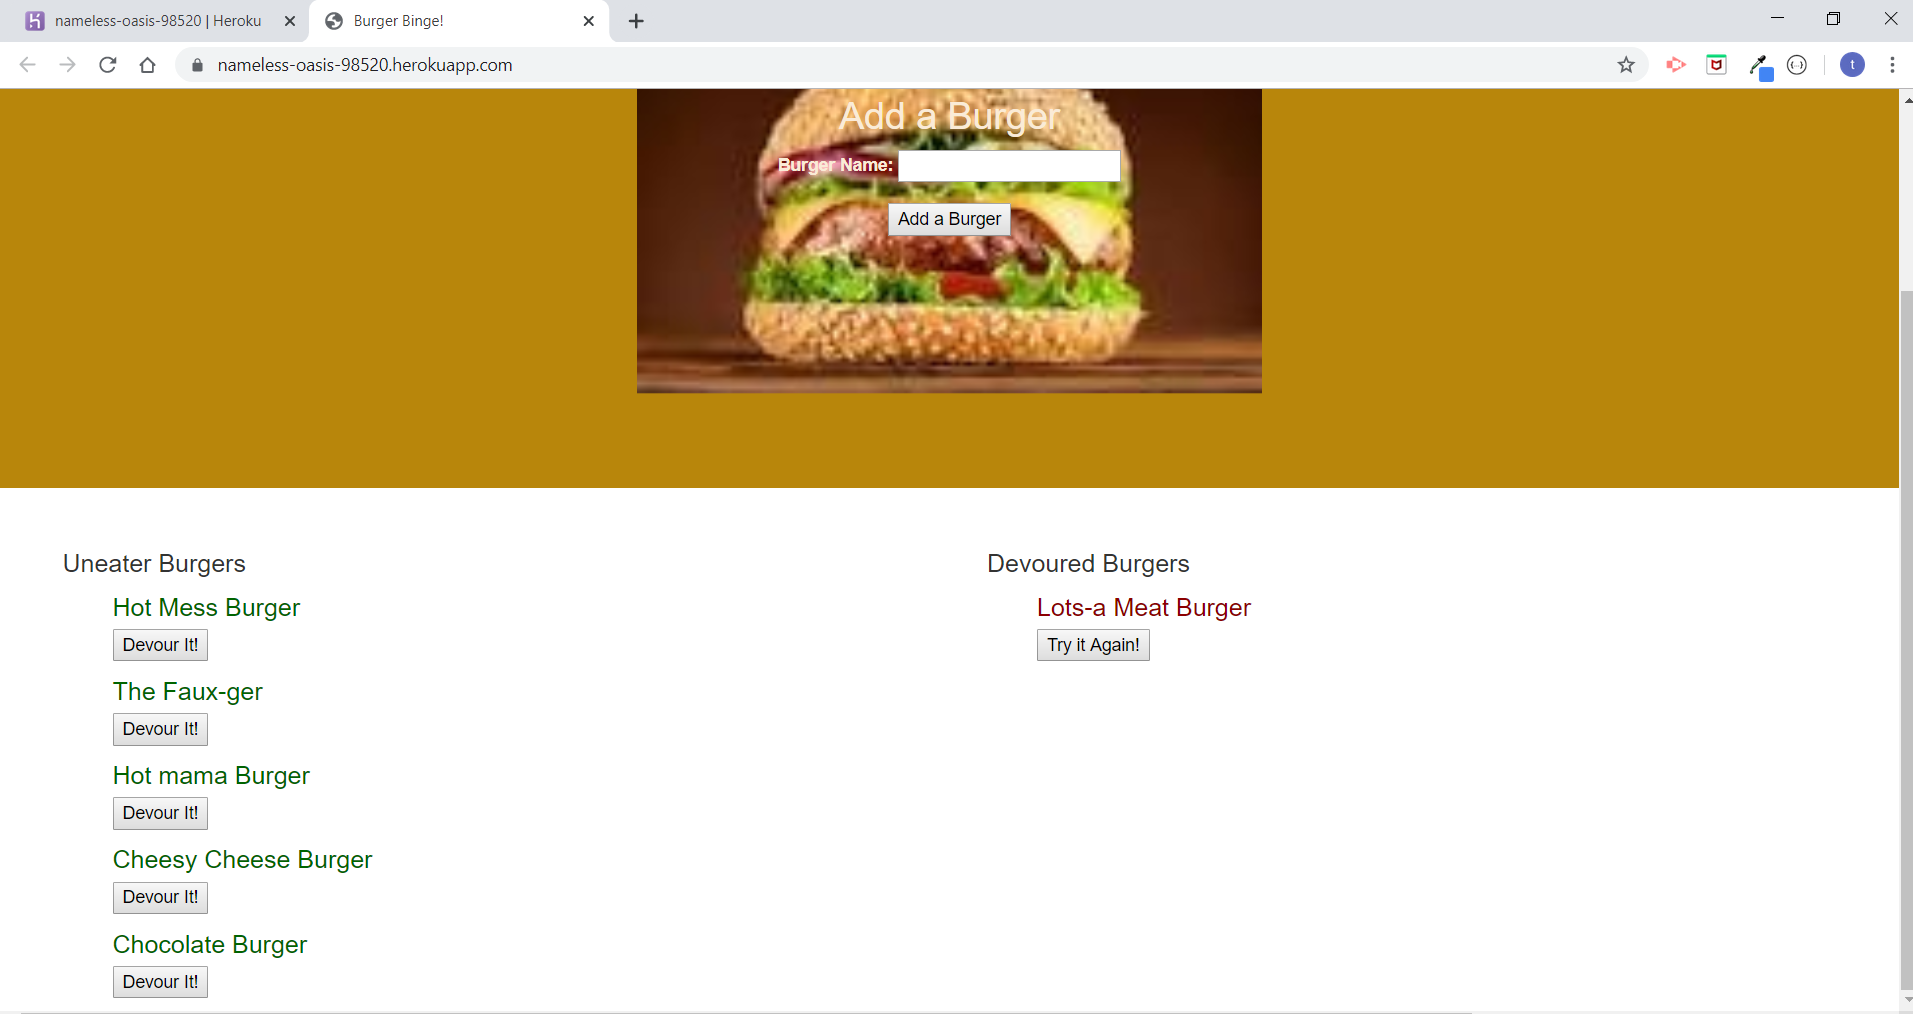 nameless-oasis-98520 | Heroku
Burger Binge!
nameless-oasis-98520.herokuapp.com
t
Add a Burger
Burger Name:
Add a Burger
Uneater Burgers
Hot Mess Burger
Devour It!
The Faux-ger
Devour It!
Hot mama Burger
Devour It!
Cheesy Cheese Burger
Devour It!
Chocolate Burger
Devour It!
Devoured Burgers
Lots-a Meat Burger
Try it Again!